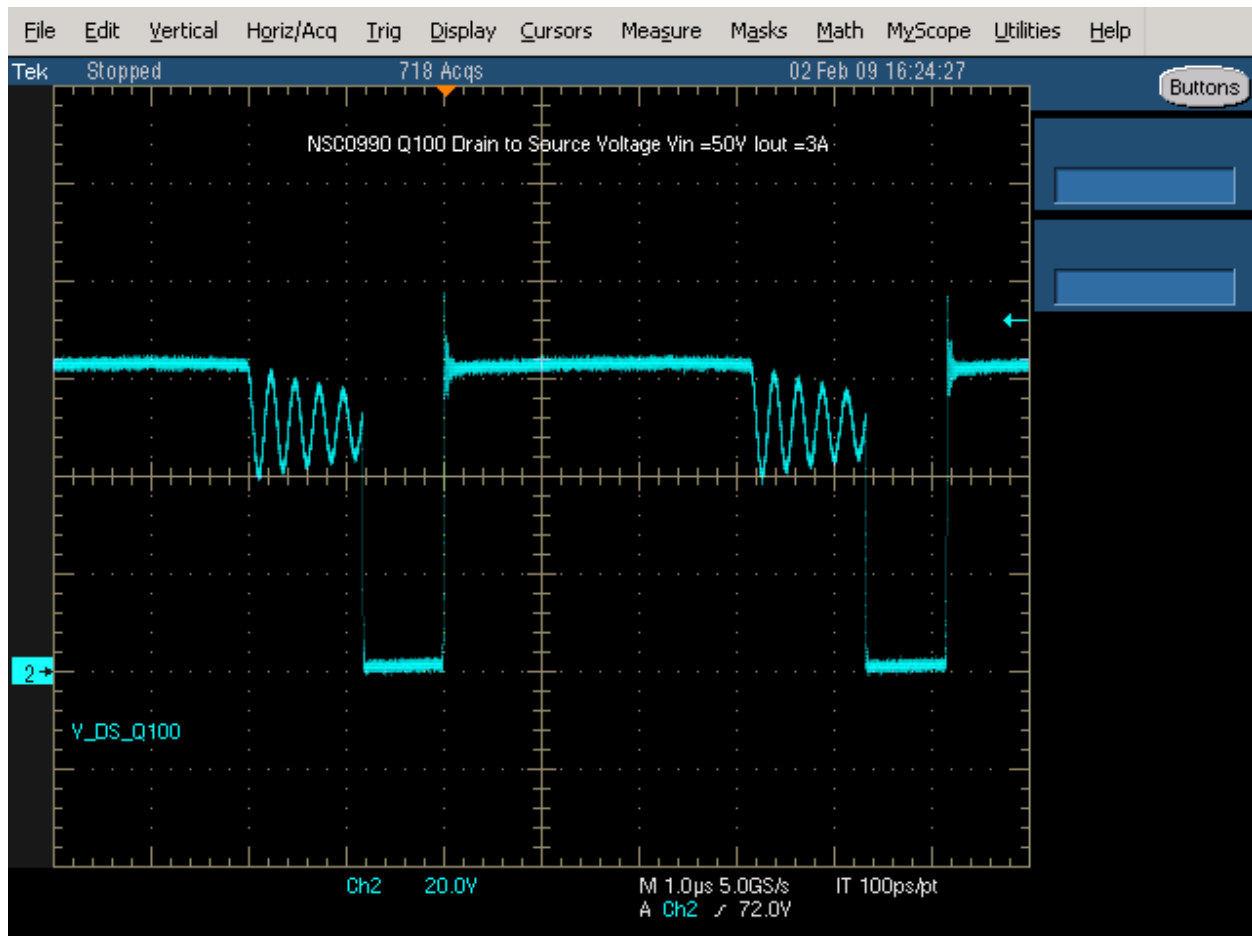 File Edit Vertical Horiz/Acq Trig Display Cursors Measure Masks Math MyScope Utilities Help
Tek Stopped 718 Acqs 02 Feb 09 16:24:27
Buttons
NSC0990 Q100 Drain to Source Voltage Vin =50V Iout =3A
2
V_DS_Q100
Ch2 20.0V M 1.0µs 5.0GS/s IT 100ps/pt
A Ch2 72.0V